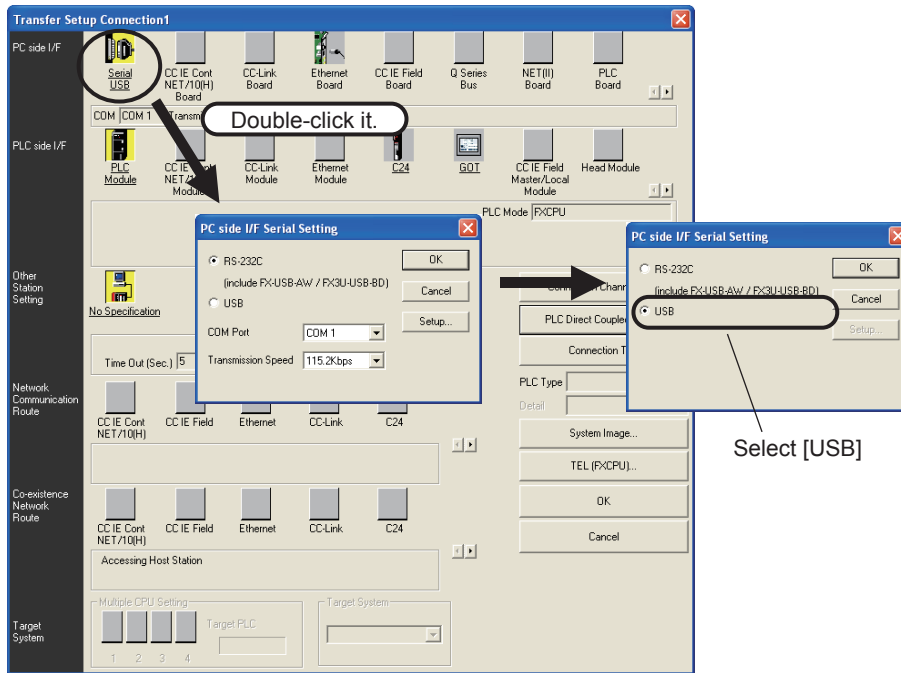 Transfer Setup Connection1
PC side I/F
Serial USB
CC IE Cont NET/10(H) Board
CC-Link Board
Ethernet Board
CC IE Field Board
Q Series Bus
NET(II) Board
PLC Board
COM COM 1 Transm
Double-click it.
PLC side I/F
PLC Module
CC IE Cont
Module
CC-Link Module
Ethernet Module
C24
GOT
CC IE Field Master/Local Module
Head Module
PLC Mode FXCPU
PC side I/F Serial Setting
RS-232C
(include FX-USB-AW / FX3U-USB-BD)
USB
COM Port COM 1
Transmission Speed 115.2Kbps
OK
Cancel
Setup...
PC side I/F Serial Setting
RS-232C
(include FX-USB-AW / FX3U-USB-BD)
USB
OK
Cancel
Setup...
Select [USB]
Other Station Setting
No Specification
Time Out (Sec.) 5
PLC Direct Couple
Connection T
PLC Type
Detail
System Image...
TEL (FXCPU)...
OK
Cancel
Network Communication Route
CC IE Cont NET/10(H)
CC IE Field
Ethernet
CC-Link
C24
Co-existence Network Route
CC IE Cont NET/10(H)
CC IE Field
Ethernet
CC-Link
C24
Accessing Host Station
Target System
Multiple CPU Setting
1 2 3 4
Target PLC
Target System